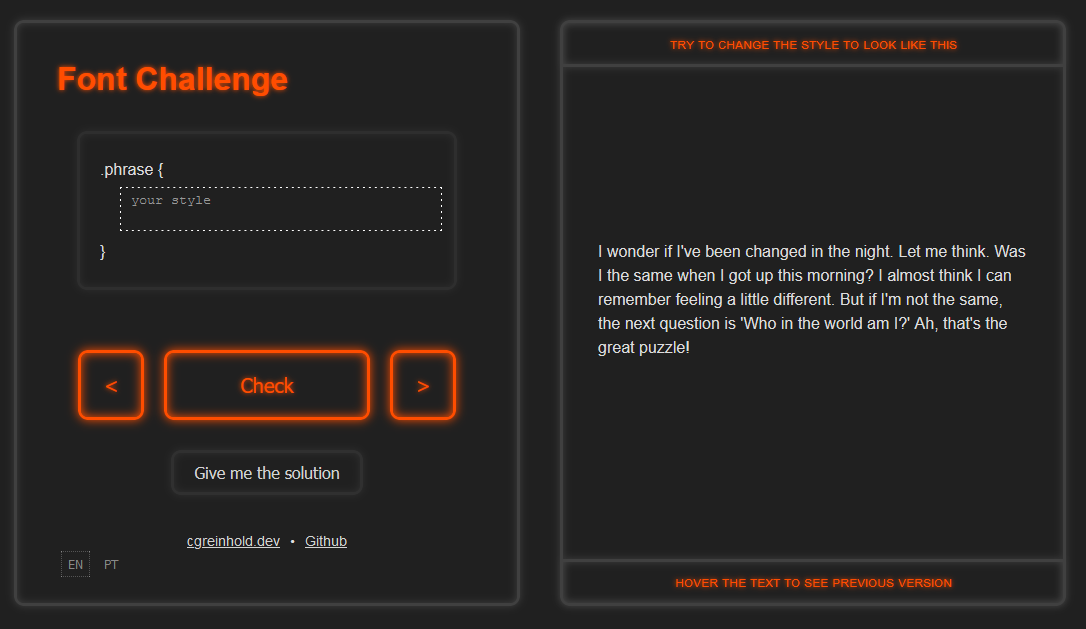 Font Challenge
.phrase {
your style
}
<
Check
>
Give me the solution
cgreinhold.dev • Github
EN PT
TRY TO CHANGE THE STYLE TO LOOK LIKE THIS
I wonder if I've been changed in the night. Let me think. Was
I the same when I got up this morning? I almost think I can
remember feeling a little different. But if I'm not the same,
the next question is 'Who in the world am I?' Ah, that's the
great puzzle!
HOVER THE TEXT TO SEE PREVIOUS VERSION